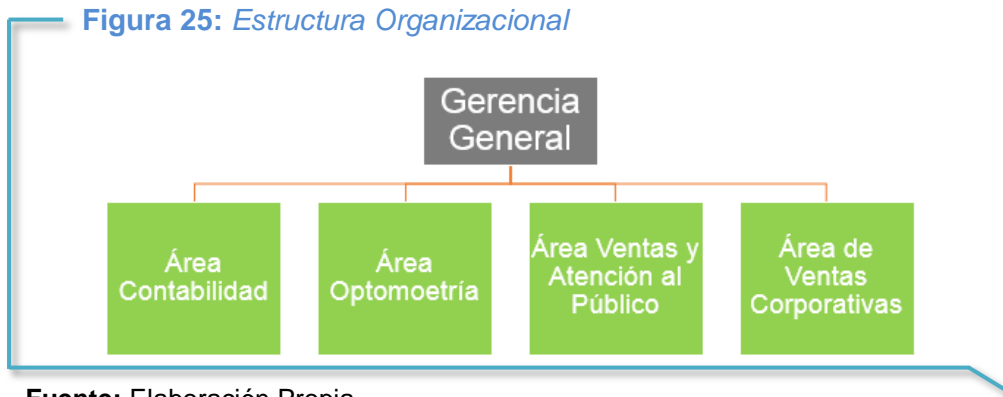 Figura 25: Estructura Organizacional
Gerencia
General
Área
Contabilidad
Área
Optomoetría
Área Ventas y
Atención al
Público
Área de
Ventas
Corporativas
Fuente: Elaboración Propia